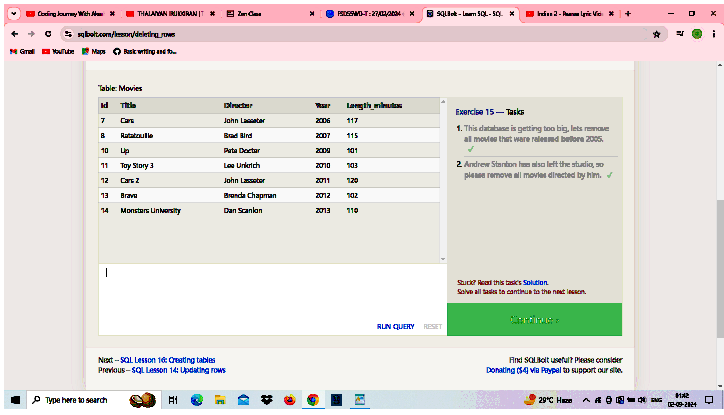 Coding Journey With Akas
THALAIVAN IRUKKIRAN | T
Zen Class
FSD55WD-T : 27/02/2024 -
SQLBolt - Learn SQL - SQL
Indian 2 - Paaraa Lyric Vide
sqlbolt.com/lesson/deleting_rows
Gmail YouTube Maps Basic writing and fo...
Table: Movies
Id Title Director Year Length_minutes
7 Cars John Lasseter 2006 117
8 Ratatouille Brad Bird 2007 115
10 Up Pete Docter 2009 101
11 Toy Story 3 Lee Unkrich 2010 103
12 Cars 2 John Lasseter 2011 120
13 Brave Brenda Chapman 2012 102
14 Monsters University Dan Scanlon 2013 110
Exercise 15 — Tasks
1. This database is getting too big, lets remove
all movies that were released before 2005.
2. Andrew Stanton has also left the studio, so
please remove all movies directed by him.
Stuck? Read this task's Solution.
Solve all tasks to continue to the next lesson.
RUN QUERY RESET
Continue ›
Next – SQL Lesson 16: Creating tables
Previous – SQL Lesson 14: Updating rows
Find SQLBolt useful? Please consider
Donating ($4) via Paypal to support our site.
Type here to search
29°C Haze
ENG
01:42
02-09-2024